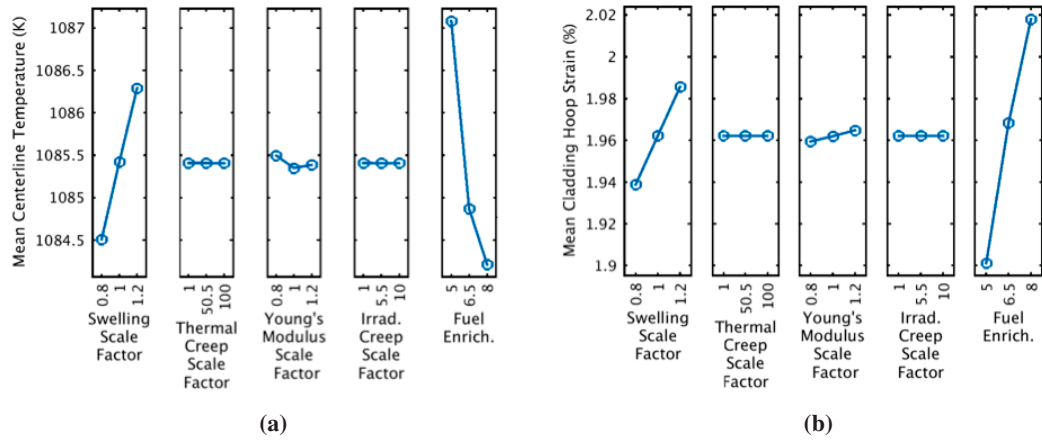 Mean Centerline Temperature (K)
1087
1086.5
1086
1085.5
1085
1084.5
0.8
1
1.2
Swelling
Scale
Factor
1
50.5
100
Thermal
Creep
Scale
Factor
0.8
1
1.2
Young's
Modulus
Scale
Factor
1
5.5
10
Irrad.
Creep
Scale
Factor
5
6.5
8
Fuel
Enrich.
(a)
Mean Cladding Hoop Strain (%)
2.02
2
1.98
1.96
1.94
1.92
1.9
0.8
1
1.2
Swelling
Scale
Factor
1
50.5
100
Thermal
Creep
Scale
Factor
0.8
1
1.2
Young's
Modulus
Scale
Factor
1
5.5
10
Irrad.
Creep
Scale
Factor
5
6.5
8
Fuel
Enrich.
(b)